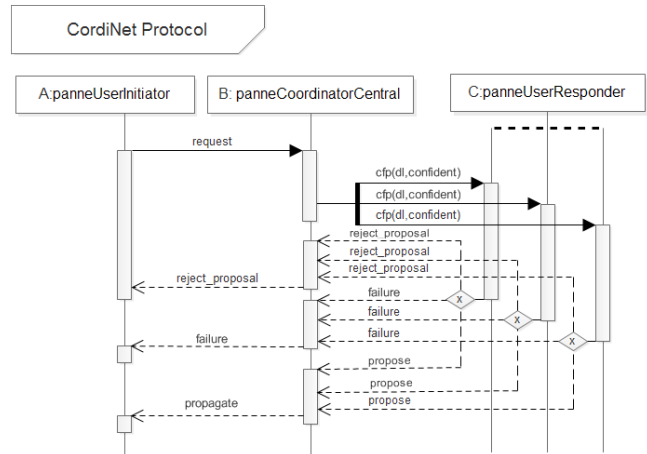 CordiNet Protocol
A:panneUserInitiator
B: panneCoordinatorCentral
C:panneUserResponder
request
cfp(dl,confident)
cfp(dl,confident)
cfp(dl,confident)
reject_proposal
reject_proposal
reject_proposal
reject_proposal
failure
x
failure
x
failure
x
failure
propose
propose
propose
propagate